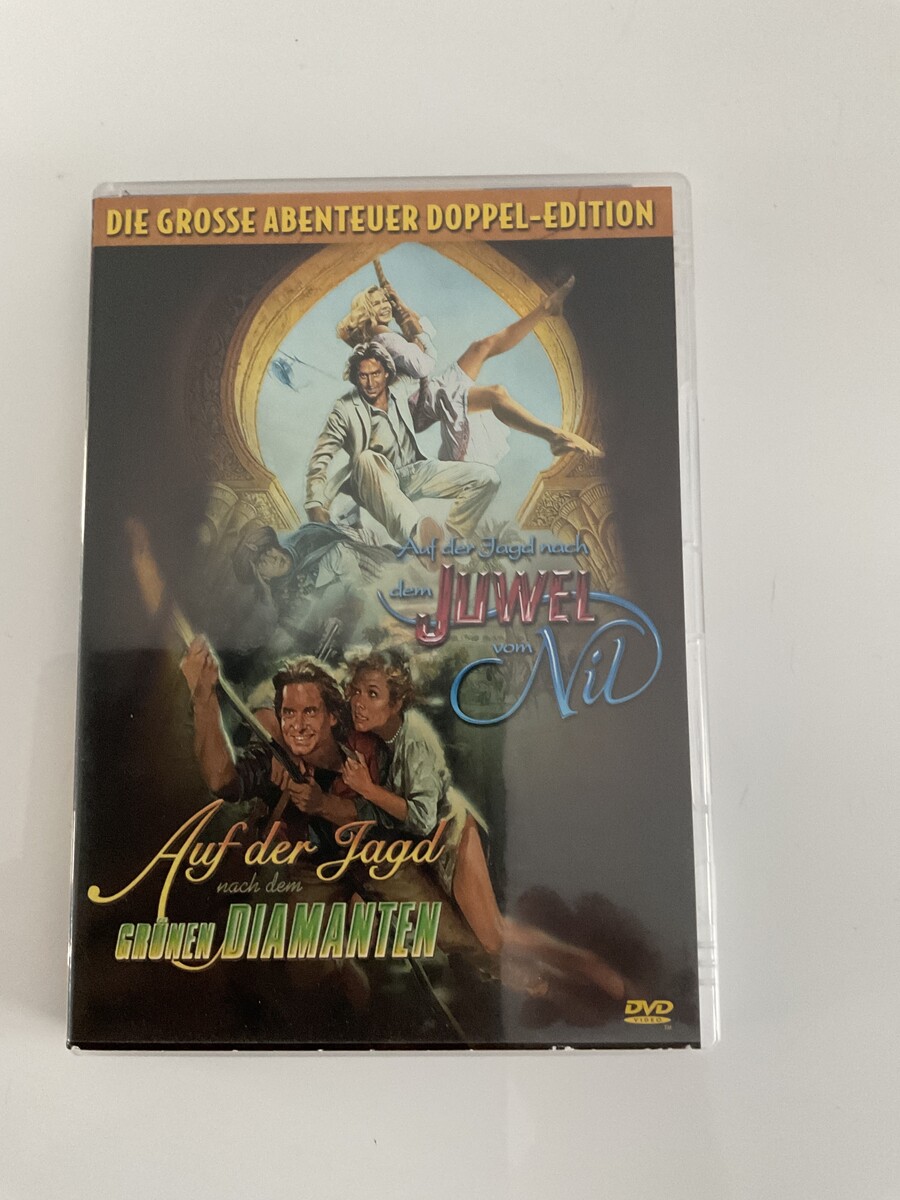 DIE GROSSE ABENTEUER DOPPEL-EDITION
Auf der Jagd nach
dem JUWEL
vom Nil
Auf der Jagd
nach dem
GRÜNEN DIAMANTEN
DVD
VIDEO